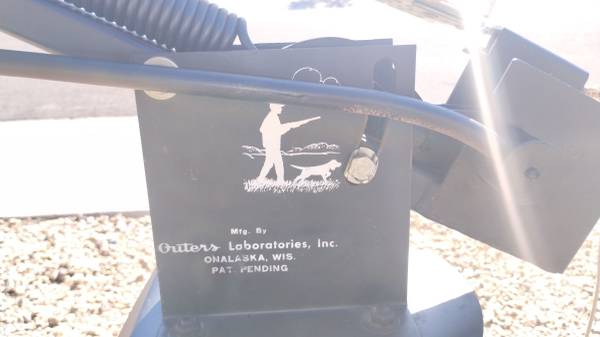 Mfg. By
Outers Laboratories, Inc.
ONALASKA, WIS.
PAT. PENDING